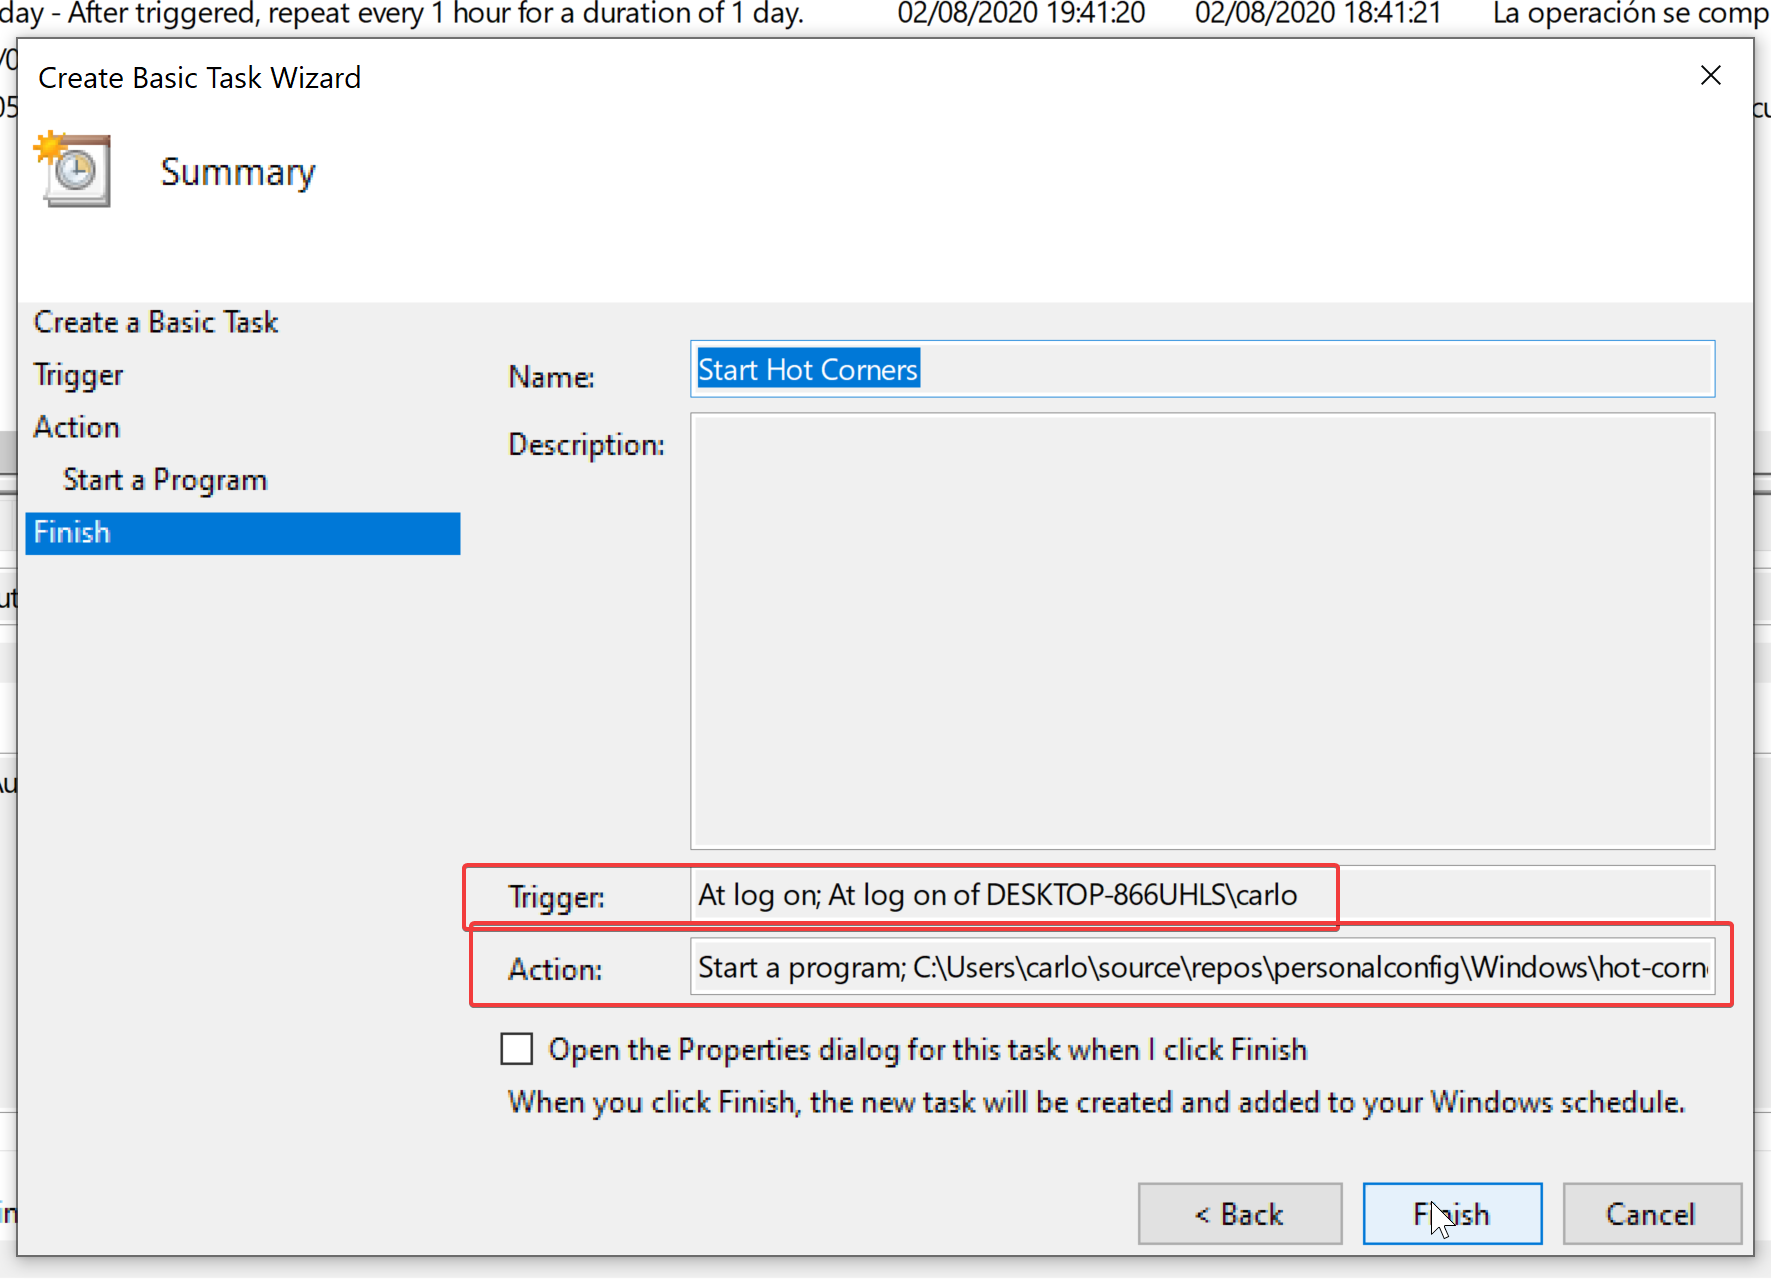 day - After triggered, repeat every 1 hour for a duration of 1 day. 02/08/2020 19:41:20 02/08/2020 18:41:21 La operación se comp
Create Basic Task Wizard
Summary
Create a Basic Task
Trigger
Action
Start a Program
Finish
Name: Start Hot Corners
Description:
Trigger: At log on; At log on of DESKTOP-866UHLS\carlo
Action: Start a program; C:\Users\carlo\source\repos\personalconfig\Windows\hot-corn
Open the Properties dialog for this task when I click Finish
When you click Finish, the new task will be created and added to your Windows schedule.
< Back Finish Cancel